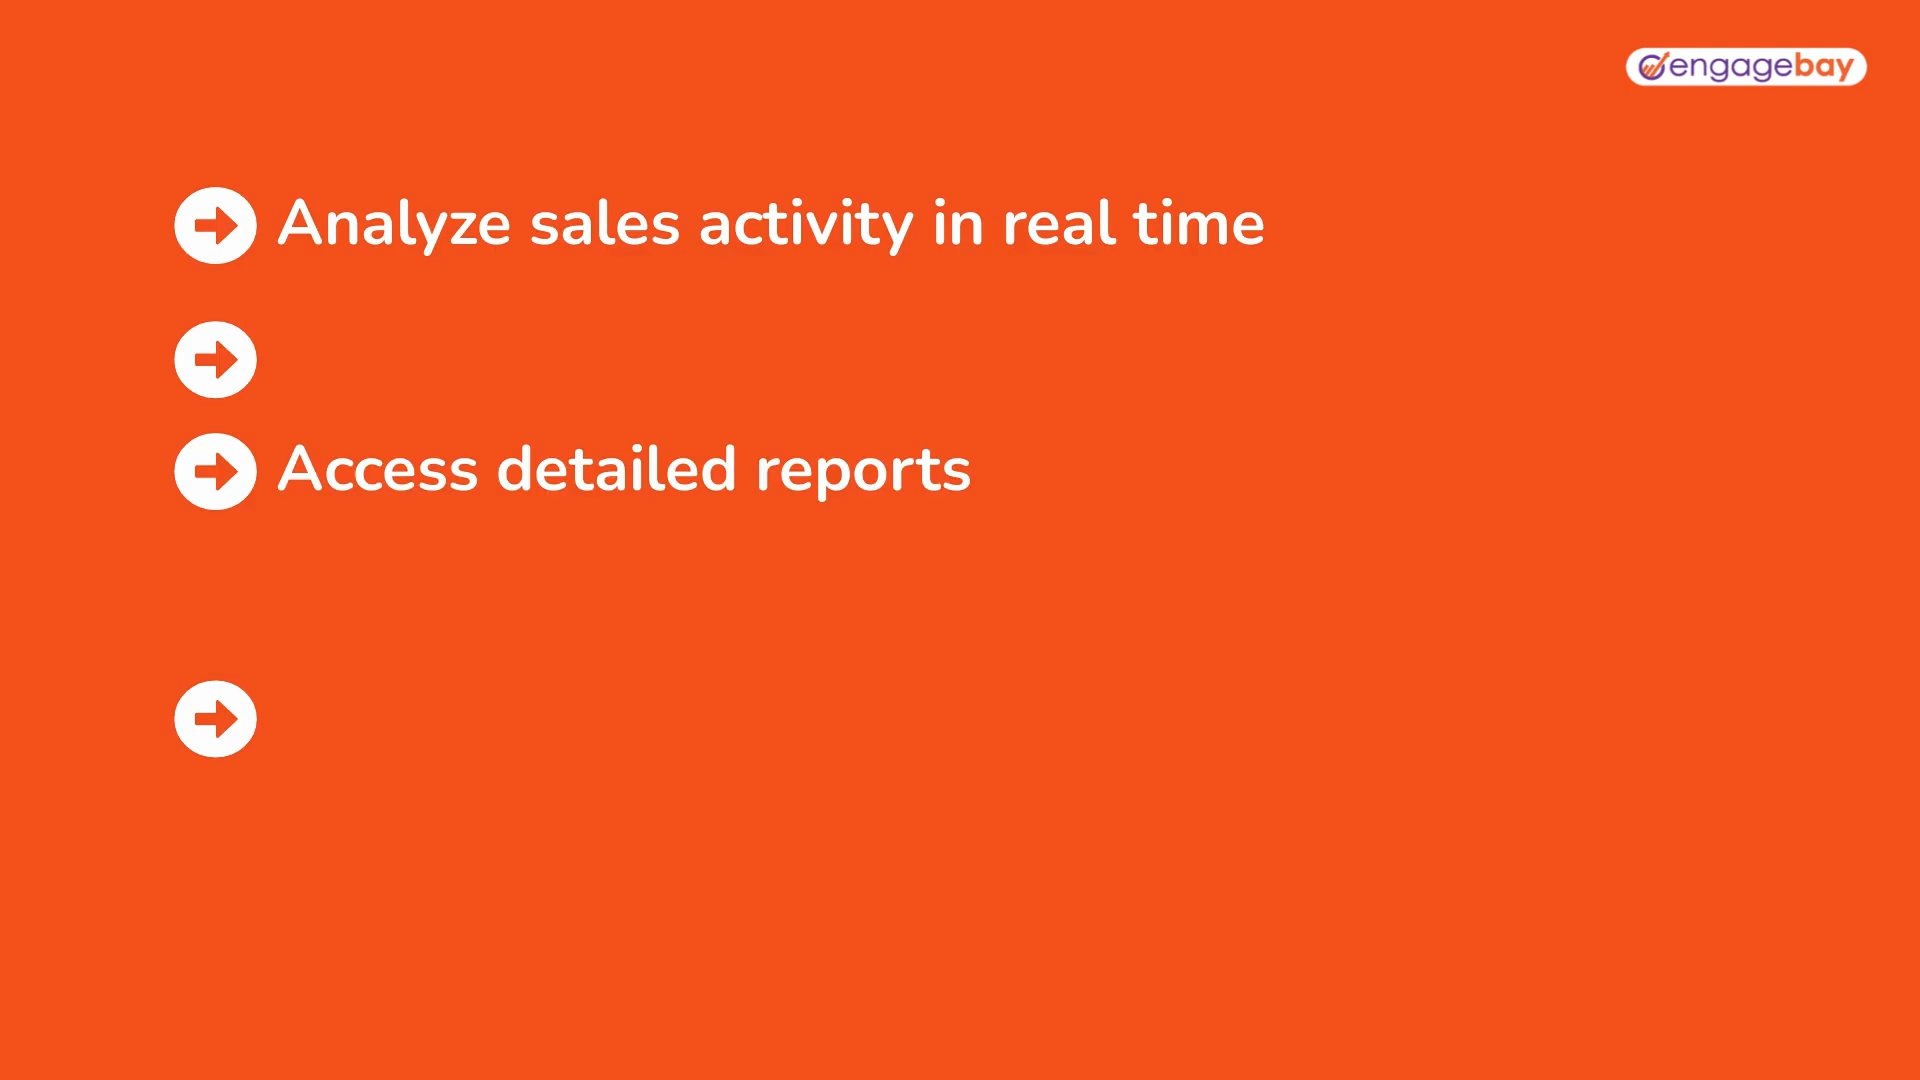 engagebay
Analyze sales activity in real time
Access detailed reports